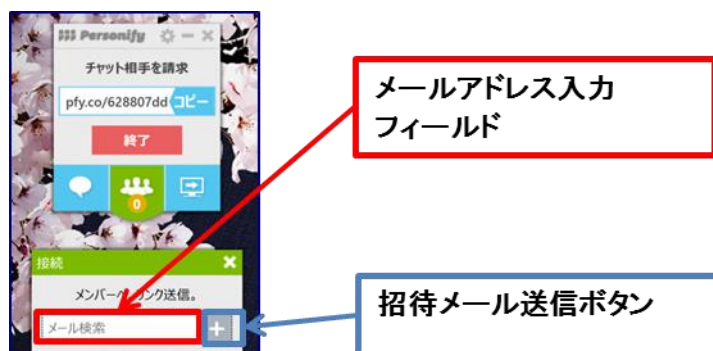 Personify
チャット相手を請求
pfy.co/628807dd コピー
終了
0
接続
メンバーへリンク送信。
メール検索
メールアドレス入力
フィールド
招待メール送信ボタン